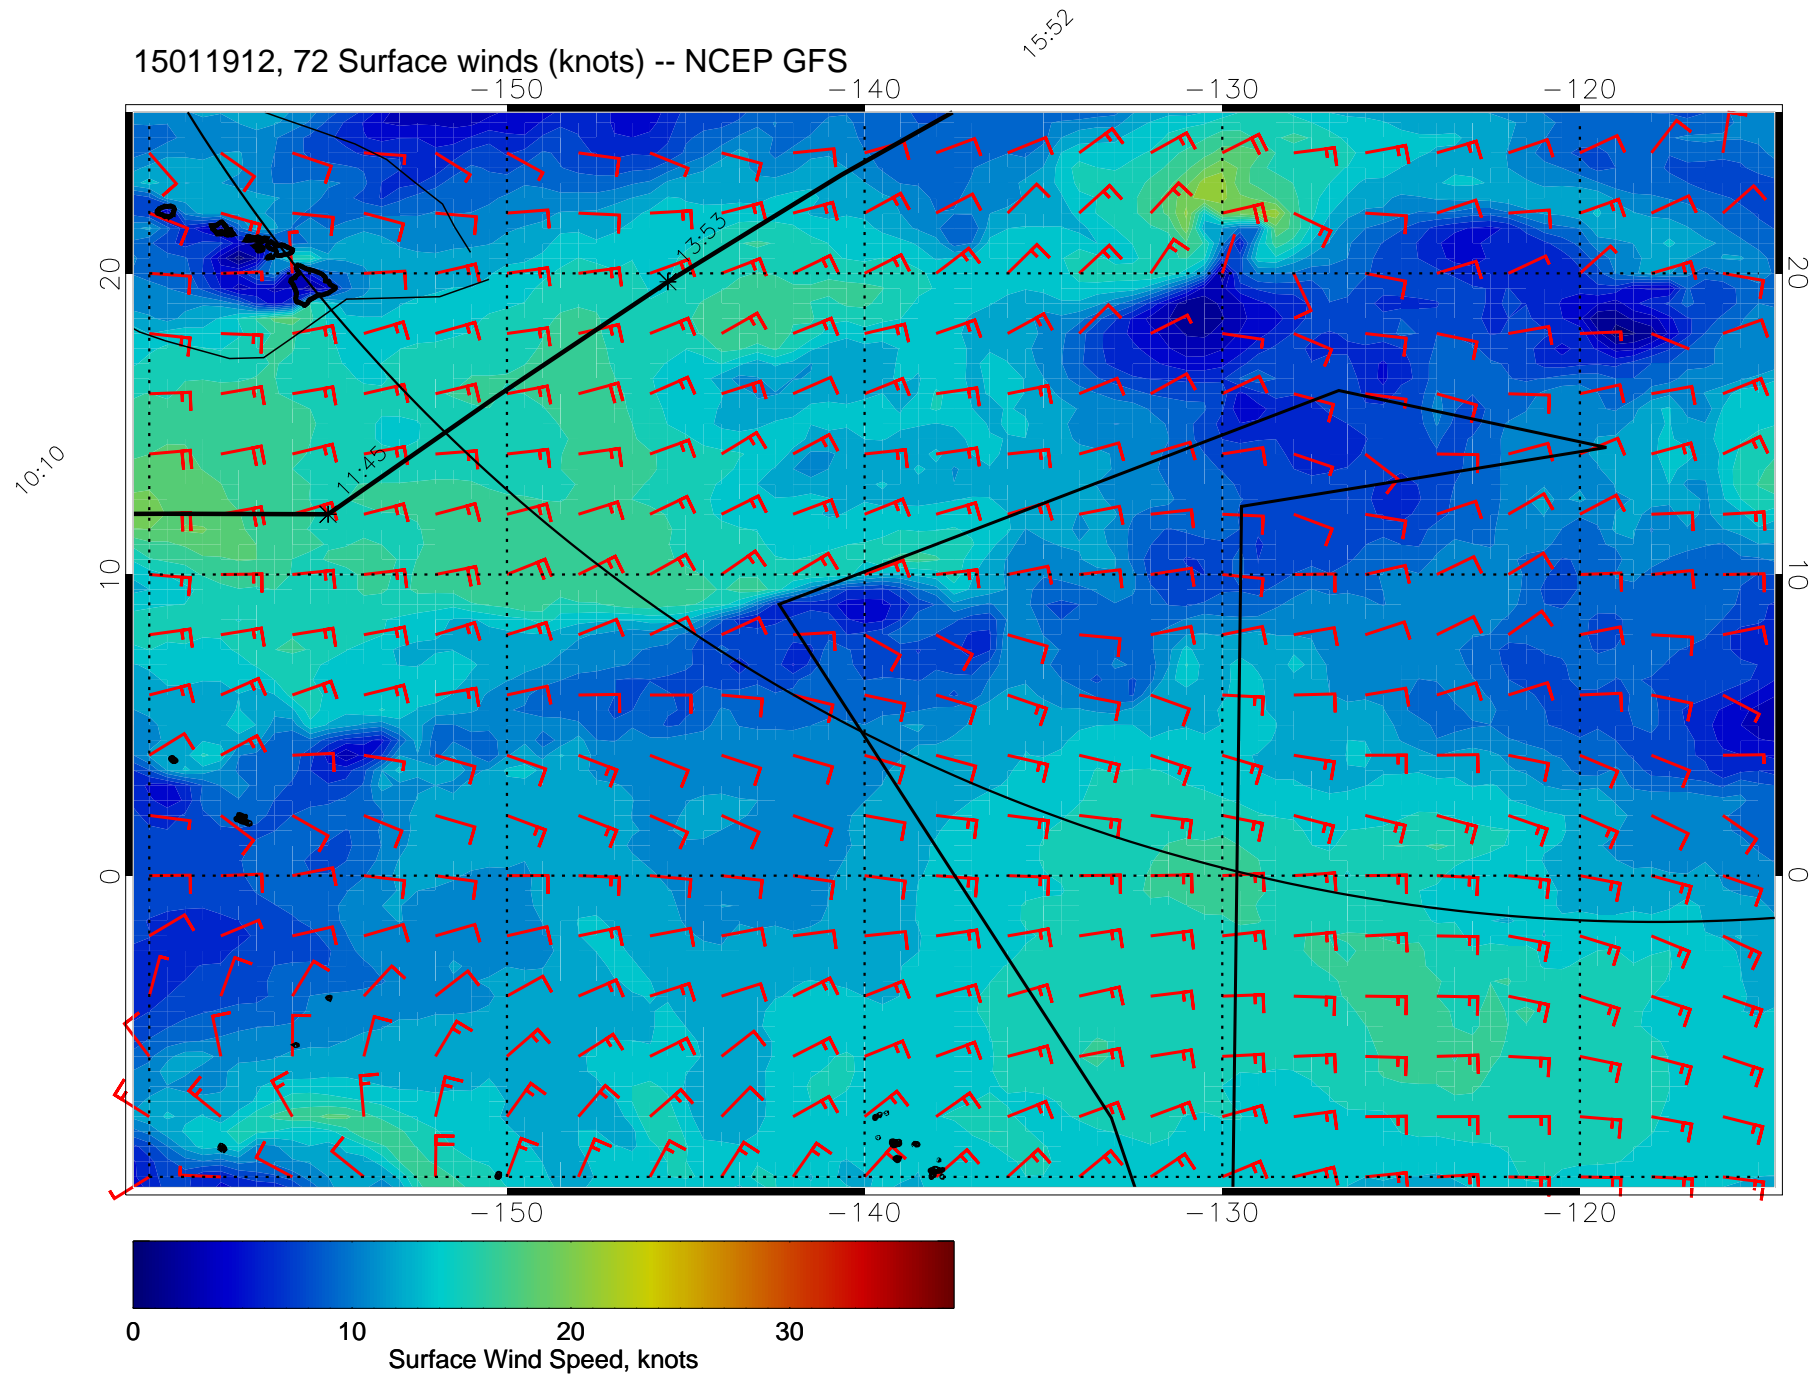 15:52
15011912, 72 Surface winds (knots) -- NCEP GFS
-150 -140 -130 -120
13:53
20 20
11:45
10:10
10 10
0 0
-150 -140 -130 -120
0 10 20 30
Surface Wind Speed, knots